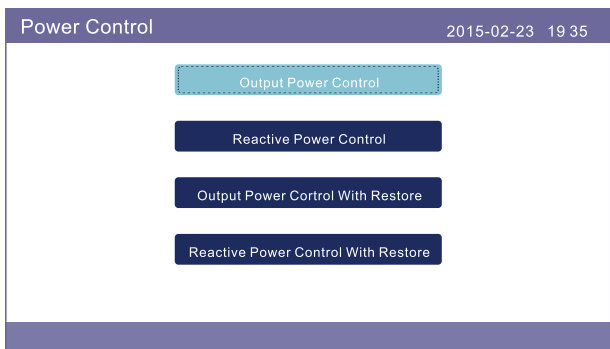 Power Control
2015-02-23 19 35
Output Power Control
Reactive Power Control
Output Power Cortrol With Restore
Reactive Power Control With Restore